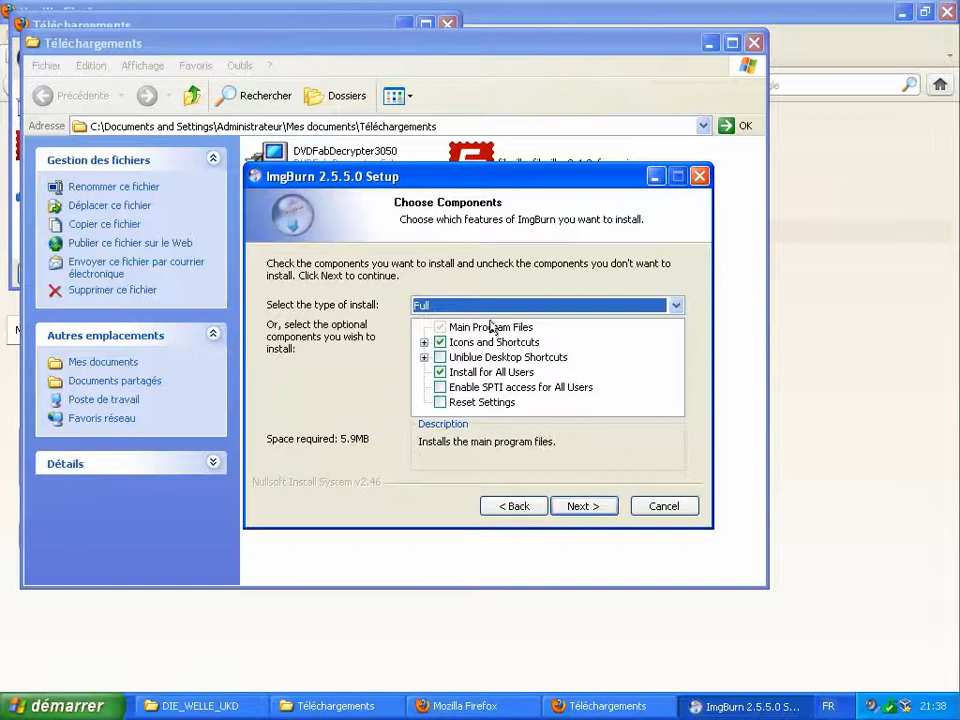 Téléchargements
Téléchargements
Fichier Edition Affichage Favoris Outils ?
Précédente Rechercher Dossiers
Adresse C:\Documents and Settings\Administrateur\Mes documents\Téléchargements OK
Gestion des fichiers
Renommer ce fichier
Déplacer ce fichier
Copier ce fichier
Publier ce fichier sur le Web
Envoyer ce fichier par courrier
électronique
Supprimer ce fichier
Autres emplacements
Mes documents
Documents partagés
Poste de travail
Favoris réseau
Détails
DVDFabDecrypter3050
ImgBurn 2.5.5.0 Setup
Choose Components
Choose which features of ImgBurn you want to install.
Check the components you want to install and uncheck the components you don't want to
install. Click Next to continue.
Select the type of install: Full
Or, select the optional
components you wish to
install:
Main Program Files
Icons and Shortcuts
Uniblue Desktop Shortcuts
Install for All Users
Enable SPTI access for All Users
Reset Settings
Description
Installs the main program files.
Space required: 5.9MB
Nullsoft Install System v2.46
< Back Next > Cancel
démarrer DIE_WELLE_UKD Téléchargements Mozilla Firefox Téléchargements ImgBurn 2.5.5.0 S... FR 21:38